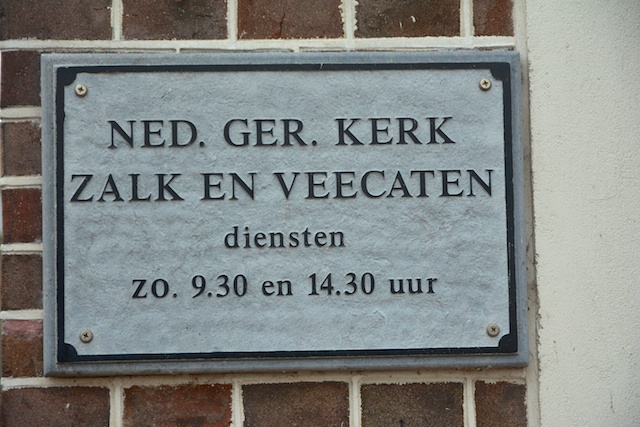 NED. GER. KERK
ZALK EN VEECATEN
diensten
zo. 9.30 en 14.30 uur